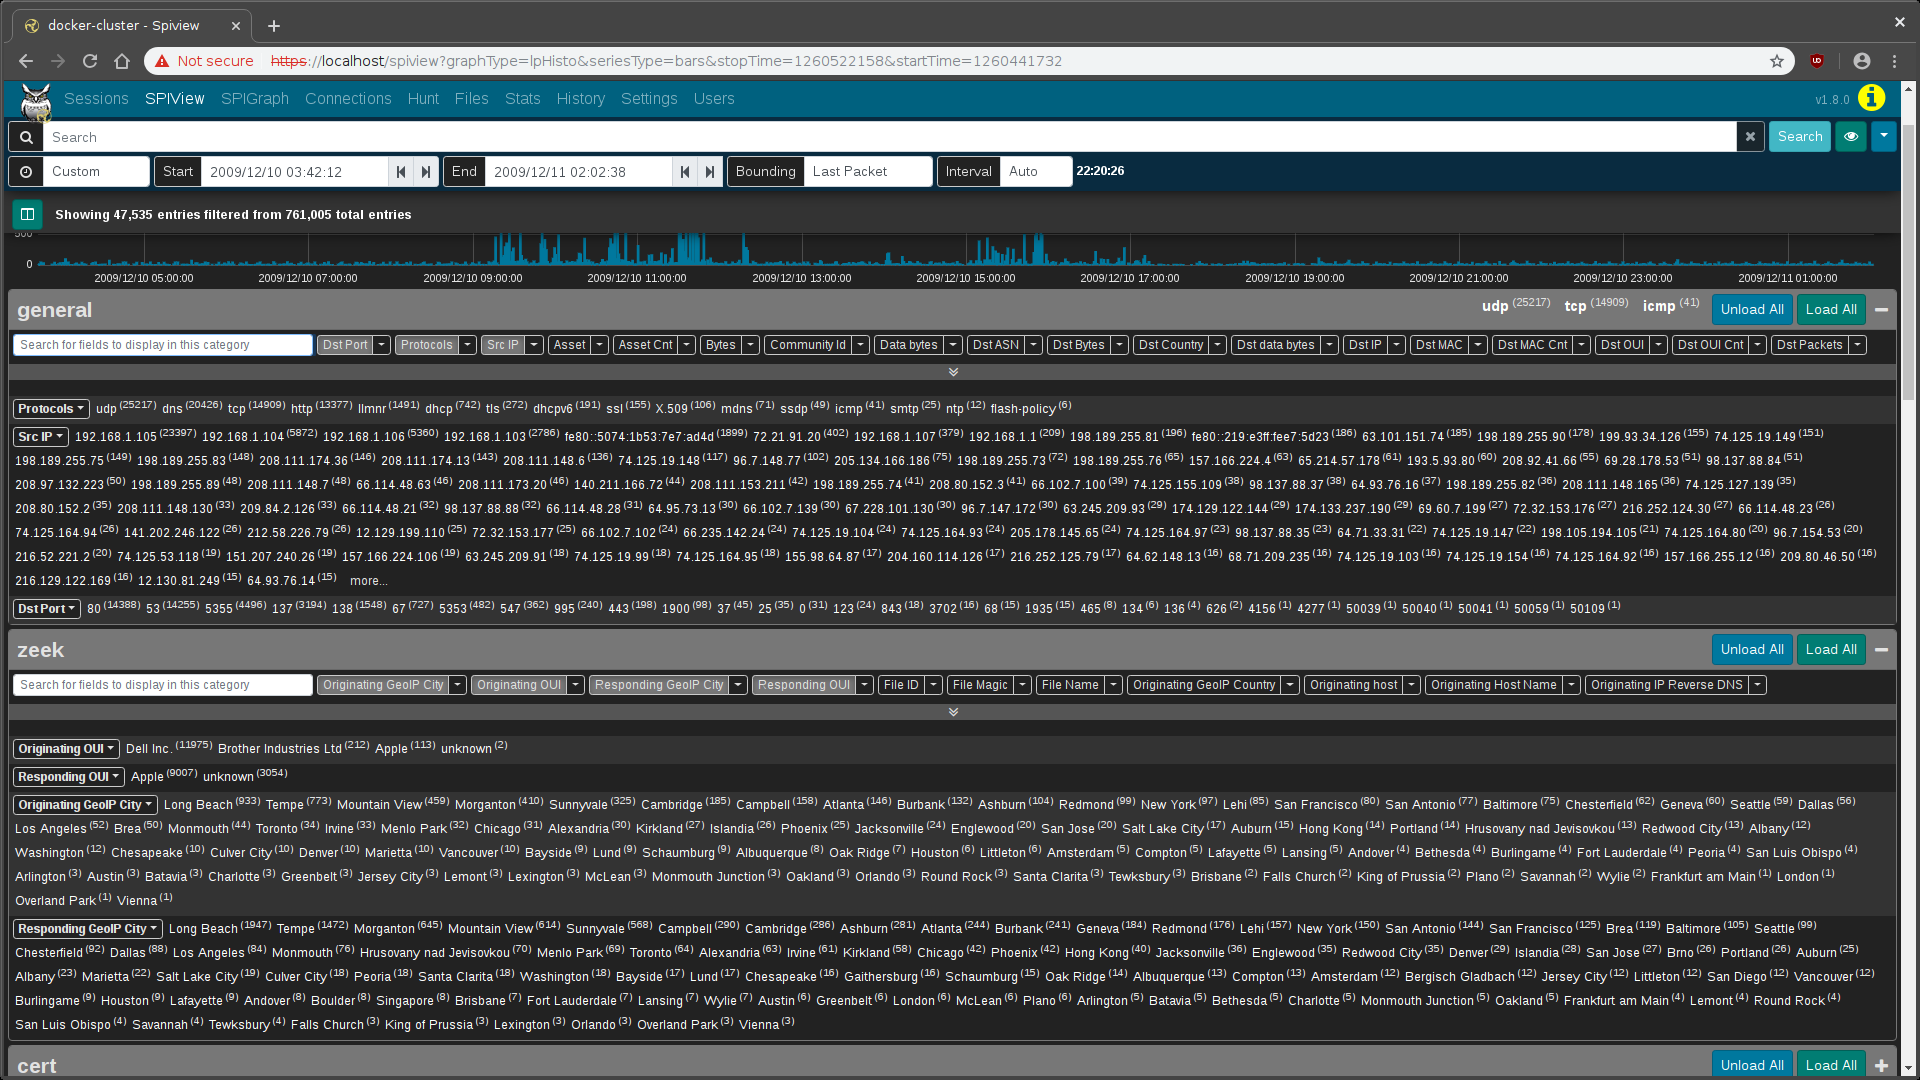 docker-cluster - Spiview
Not secure https://localhost/spiview?graphType=lpHisto&seriesType=bars&stopTime=1260522158&startTime=1260441732
Sessions SPIView SPIGraph Connections Hunt Files Stats History Settings Users v1.8.0
Search Search
Custom Start 2009/12/10 03:42:12 End 2009/12/11 02:02:38 Bounding Last Packet Interval Auto 22:20:26
Showing 47,535 entries filtered from 761,005 total entries
500
0
2009/12/10 05:00:00 2009/12/10 07:00:00 2009/12/10 09:00:00 2009/12/10 11:00:00 2009/12/10 13:00:00 2009/12/10 15:00:00 2009/12/10 17:00:00 2009/12/10 19:00:00 2009/12/10 21:00:00 2009/12/10 23:00:00 2009/12/11 01:00:00
general udp (25217) tcp (14909) icmp (41) Unload All Load All
Search for fields to display in this category Dst Port Protocols Src IP Asset Asset Cnt Bytes Community Id Data bytes Dst ASN Dst Bytes Dst Country Dst data bytes Dst IP Dst MAC Dst MAC Cnt Dst OUI Dst OUI Cnt Dst Packets
Protocols udp (25217) dns (20426) tcp (14909) http (13377) llmnr (1491) dhcp (742) tls (272) dhcpv6 (191) ssl (155) X.509 (106) mdns (71) ssdp (49) icmp (41) smtp (25) ntp (12) flash-policy (6)
Src IP 192.168.1.105 (23397) 192.168.1.104 (5872) 192.168.1.106 (5360) 192.168.1.103 (2786) fe80::5074:1b53:7e7:ad4d (1899) 72.21.91.20 (402) 192.168.1.107 (379) 192.168.1.1 (209) 198.189.255.81 (196) fe80::219:e3ff:fee7:5d23 (186) 63.101.151.74 (185) 198.189.255.90 (178) 199.93.34.126 (155) 74.125.19.149 (151)
198.189.255.75 (149) 198.189.255.83 (148) 208.111.174.36 (146) 208.111.174.13 (143) 208.111.148.6 (136) 74.125.19.148 (117) 96.7.148.77 (102) 205.134.166.186 (75) 198.189.255.73 (72) 198.189.255.76 (65) 157.166.224.4 (63) 65.214.57.178 (61) 193.5.93.80 (60) 208.92.41.66 (55) 69.28.178.53 (51) 98.137.88.84 (51)
208.97.132.223 (50) 198.189.255.89 (48) 208.111.148.7 (48) 66.114.48.63 (46) 208.111.173.20 (46) 140.211.166.72 (44) 208.111.153.211 (42) 198.189.255.74 (41) 208.80.152.3 (41) 66.102.7.100 (39) 74.125.155.109 (38) 98.137.88.37 (38) 64.93.76.16 (37) 198.189.255.82 (36) 208.111.148.165 (36) 74.125.127.139 (35)
208.80.152.2 (35) 208.111.148.130 (33) 209.84.2.126 (33) 66.114.48.21 (32) 98.137.88.88 (32) 66.114.48.28 (31) 64.95.73.13 (30) 66.102.7.139 (30) 67.228.101.130 (30) 96.7.147.172 (30) 63.245.209.93 (29) 174.129.122.144 (29) 174.133.237.190 (29) 69.60.7.199 (27) 72.32.153.176 (27) 216.252.124.30 (27) 66.114.48.23 (26)
74.125.164.94 (26) 141.202.246.122 (26) 212.58.226.79 (26) 12.129.199.110 (25) 72.32.153.177 (25) 66.102.7.102 (24) 66.235.142.24 (24) 74.125.19.104 (24) 74.125.164.93 (24) 205.178.145.65 (24) 74.125.164.97 (23) 98.137.88.35 (23) 64.71.33.31 (22) 74.125.19.147 (22) 198.105.194.105 (21) 74.125.164.80 (20) 96.7.154.53 (20)
216.52.221.2 (20) 74.125.53.118 (19) 151.207.240.26 (19) 157.166.224.106 (19) 63.245.209.91 (18) 74.125.19.99 (18) 74.125.164.95 (18) 155.98.64.87 (17) 204.160.114.126 (17) 216.252.125.79 (17) 64.62.148.13 (16) 68.71.209.235 (16) 74.125.19.103 (16) 74.125.19.154 (16) 74.125.164.92 (16) 157.166.255.12 (16) 209.80.46.50 (16)
216.129.122.169 (16) 12.130.81.249 (15) 64.93.76.14 (15) more...
Dst Port 80 (14388) 53 (14255) 5355 (4496) 137 (3194) 138 (1548) 67 (727) 5353 (482) 547 (362) 995 (240) 443 (198) 1900 (98) 37 (45) 25 (35) 0 (31) 123 (24) 843 (18) 3702 (16) 68 (15) 1935 (15) 465 (8) 134 (6) 136 (4) 626 (2) 4156 (1) 4277 (1) 50039 (1) 50040 (1) 50041 (1) 50059 (1) 50109 (1)
zeek Unload All Load All
Search for fields to display in this category Originating GeoIP City Originating OUI Responding GeoIP City Responding OUI File ID File Magic File Name Originating GeoIP Country Originating host Originating Host Name Originating IP Reverse DNS
Originating OUI Dell Inc. (11975) Brother Industries Ltd (212) Apple (113) unknown (2)
Responding OUI Apple (9007) unknown (3054)
Originating GeoIP City Long Beach (933) Tempe (773) Mountain View (459) Morganton (410) Sunnyvale (325) Cambridge (185) Campbell (158) Atlanta (146) Burbank (132) Ashburn (104) Redmond (99) New York (97) Lehi (85) San Francisco (80) San Antonio (77) Baltimore (75) Chesterfield (62) Geneva (60) Seattle (59) Dallas (56)
Los Angeles (52) Brea (50) Monmouth (44) Toronto (34) Irvine (33) Menlo Park (32) Chicago (31) Alexandria (30) Kirkland (27) Islandia (26) Phoenix (25) Jacksonville (24) Englewood (20) San Jose (20) Salt Lake City (17) Auburn (15) Hong Kong (14) Portland (14) Hrusovany nad Jevisovkou (13) Redwood City (13) Albany (12)
Washington (12) Chesapeake (10) Culver City (10) Denver (10) Marietta (10) Vancouver (10) Bayside (9) Lund (9) Schaumburg (9) Albuquerque (8) Oak Ridge (7) Houston (6) Littleton (6) Amsterdam (5) Compton (5) Lafayette (5) Lansing (5) Andover (4) Bethesda (4) Burlingame (4) Fort Lauderdale (4) Peoria (4) San Luis Obispo (4)
Arlington (3) Austin (3) Batavia (3) Charlotte (3) Greenbelt (3) Jersey City (3) Lemont (3) Lexington (3) McLean (3) Monmouth Junction (3) Oakland (3) Orlando (3) Round Rock (3) Santa Clarita (3) Tewksbury (3) Brisbane (2) Falls Church (2) King of Prussia (2) Plano (2) Savannah (2) Wylie (2) Frankfurt am Main (1) London (1)
Overland Park (1) Vienna (1)
Responding GeoIP City Long Beach (1947) Tempe (1472) Morganton (645) Mountain View (614) Sunnyvale (568) Campbell (290) Cambridge (286) Ashburn (281) Atlanta (244) Burbank (241) Geneva (184) Redmond (176) Lehi (157) New York (150) San Antonio (144) San Francisco (125) Brea (119) Baltimore (105) Seattle (99)
Chesterfield (92) Dallas (88) Los Angeles (84) Monmouth (76) Hrusovany nad Jevisovkou (70) Menlo Park (69) Toronto (64) Alexandria (63) Irvine (61) Kirkland (58) Chicago (42) Phoenix (42) Hong Kong (40) Jacksonville (36) Englewood (35) Redwood City (35) Denver (29) Islandia (28) San Jose (27) Brno (26) Portland (26) Auburn (25)
Albany (23) Marietta (22) Salt Lake City (19) Culver City (18) Peoria (18) Santa Clarita (18) Washington (18) Bayside (17) Lund (17) Chesapeake (16) Gaithersburg (16) Schaumburg (15) Oak Ridge (14) Albuquerque (13) Compton (13) Amsterdam (12) Bergisch Gladbach (12) Jersey City (12) Littleton (12) San Diego (12) Vancouver (12)
Burlingame (9) Houston (9) Lafayette (9) Andover (8) Boulder (8) Singapore (8) Brisbane (7) Fort Lauderdale (7) Lansing (7) Wylie (7) Austin (6) Greenbelt (6) London (6) McLean (6) Plano (6) Arlington (5) Batavia (5) Bethesda (5) Charlotte (5) Monmouth Junction (5) Oakland (5) Frankfurt am Main (4) Lemont (4) Round Rock (4)
San Luis Obispo (4) Savannah (4) Tewksbury (4) Falls Church (3) King of Prussia (3) Lexington (3) Orlando (3) Overland Park (3) Vienna (3)
cert Unload All Load All